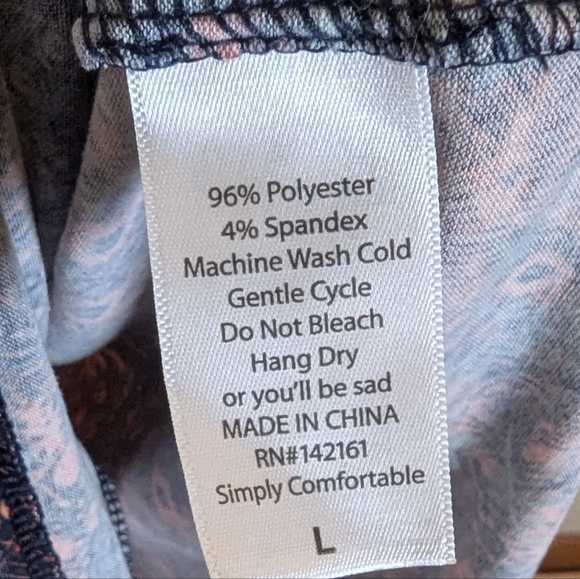 96% Polyester
4% Spandex
Machine Wash Cold
Gentle Cycle
Do Not Bleach
Hang Dry
or you'll be sad
MADE IN CHINA
RN#142161
Simply Comfortable
L